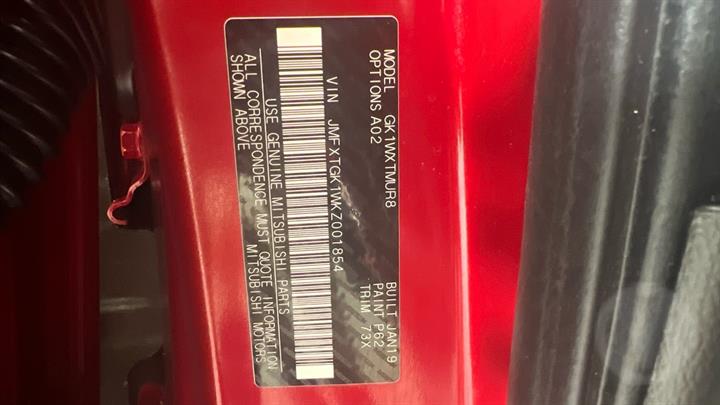 MODEL GK1WXTMUR8 BUILT JAN19
OPTIONS A02 PAINT P62
TRIM 73X
VIN JMFXTGK1WKZ001854
USE GENUINE MITSUBISHI PARTS
ALL CORRESPONDENCE MUST QUOTE INFORMATION
SHOWN ABOVE MITSUBISHI MOTORS